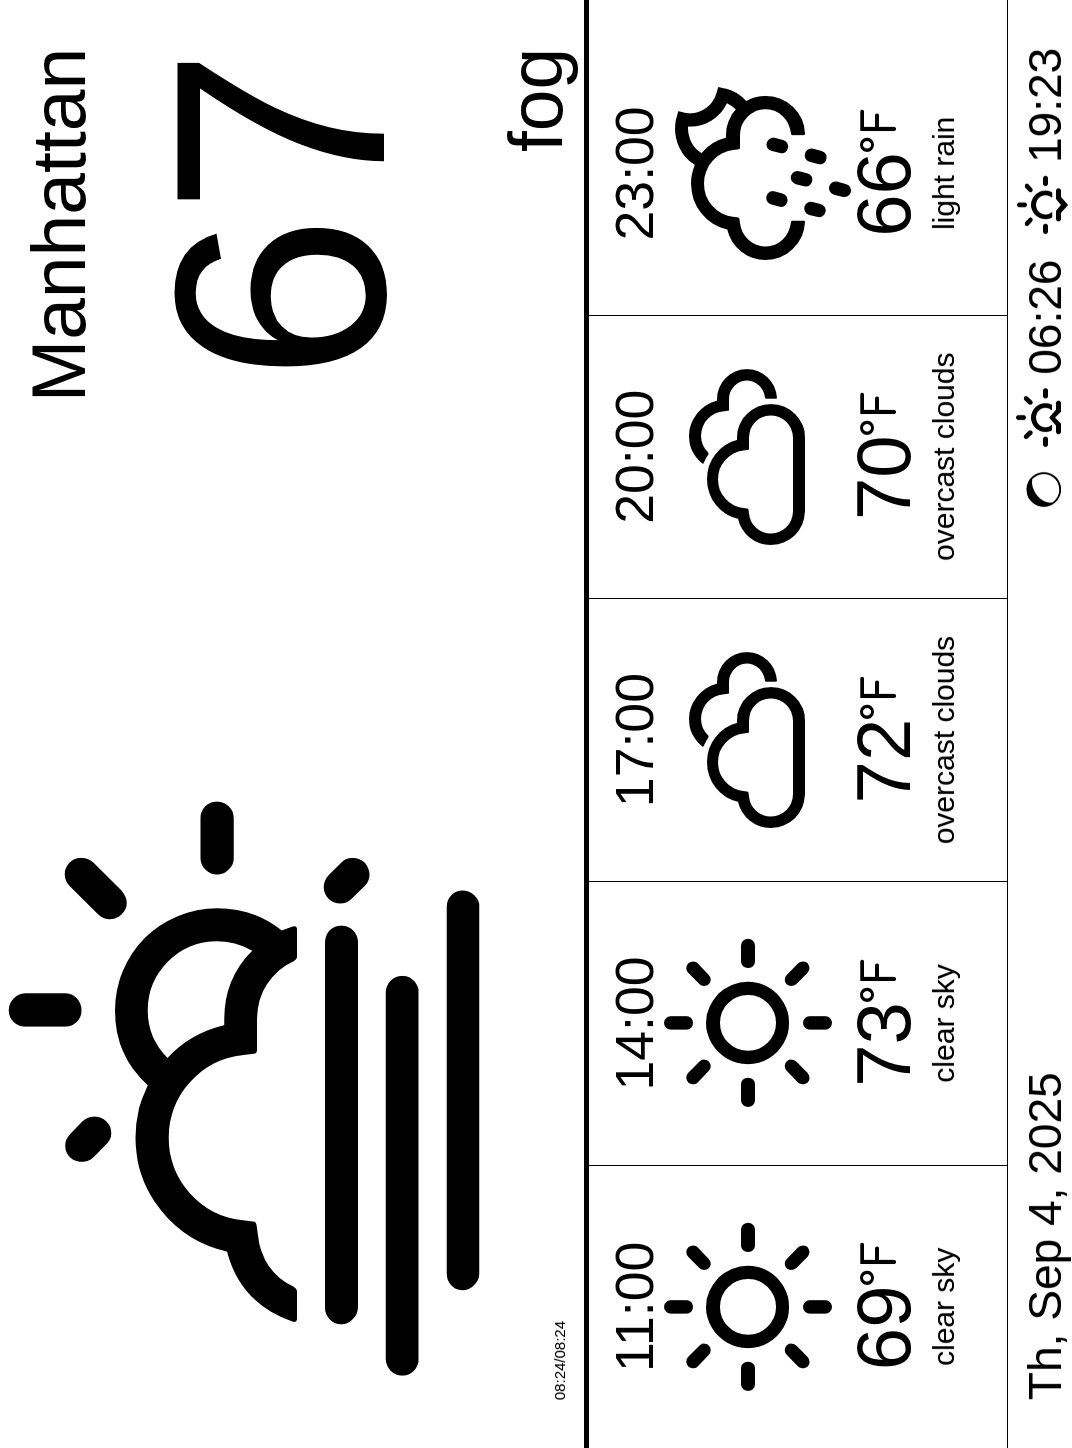 Manhattan
67
fog
08:24/08:24
11:00 14:00 17:00 20:00 23:00
69°F 73°F 72°F 70°F 66°F
clear sky clear sky overcast clouds overcast clouds light rain
Th, Sep 4, 2025 06:26 19:23